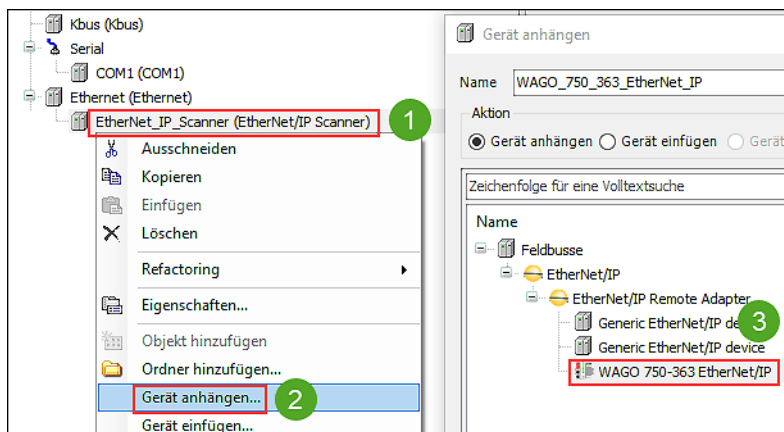 Kbus (Kbus)
Serial
COM1 (COM1)
Ethernet (Ethernet)
EtherNet_IP_Scanner (EtherNet/IP Scanner)
1
Ausschneiden
Kopieren
Einfügen
Löschen
Refactoring
Eigenschaften...
Objekt hinzufügen
Ordner hinzufügen...
Gerät anhängen...
2
Gerät einfügen...
Gerät anhängen
Name WAGO_750_363_EtherNet_IP
Aktion
Gerät anhängen Gerät einfügen Gerät
Zeichenfolge für eine Volltextsuche
Name
Feldbusse
EtherNet/IP
EtherNet/IP Remote Adapter
3
Generic EtherNet/IP
Generic EtherNet/IP device
WAGO 750-363 EtherNet/IP